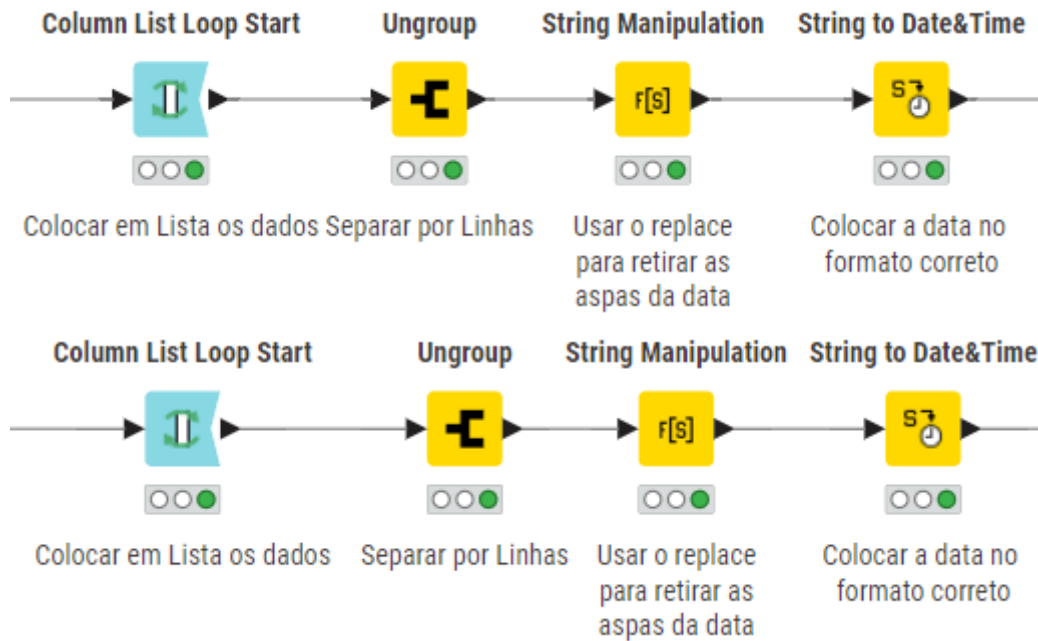 Column List Loop Start Ungroup String Manipulation String to Date&Time
F[S] S
Colocar em Lista os dados Separar por Linhas Usar o replace Colocar a data no
para retirar as formato correto
aspas da data
Column List Loop Start Ungroup String Manipulation String to Date&Time
F[S] S
Colocar em Lista os dados Separar por Linhas Usar o replace Colocar a data no
para retirar as formato correto
aspas da data